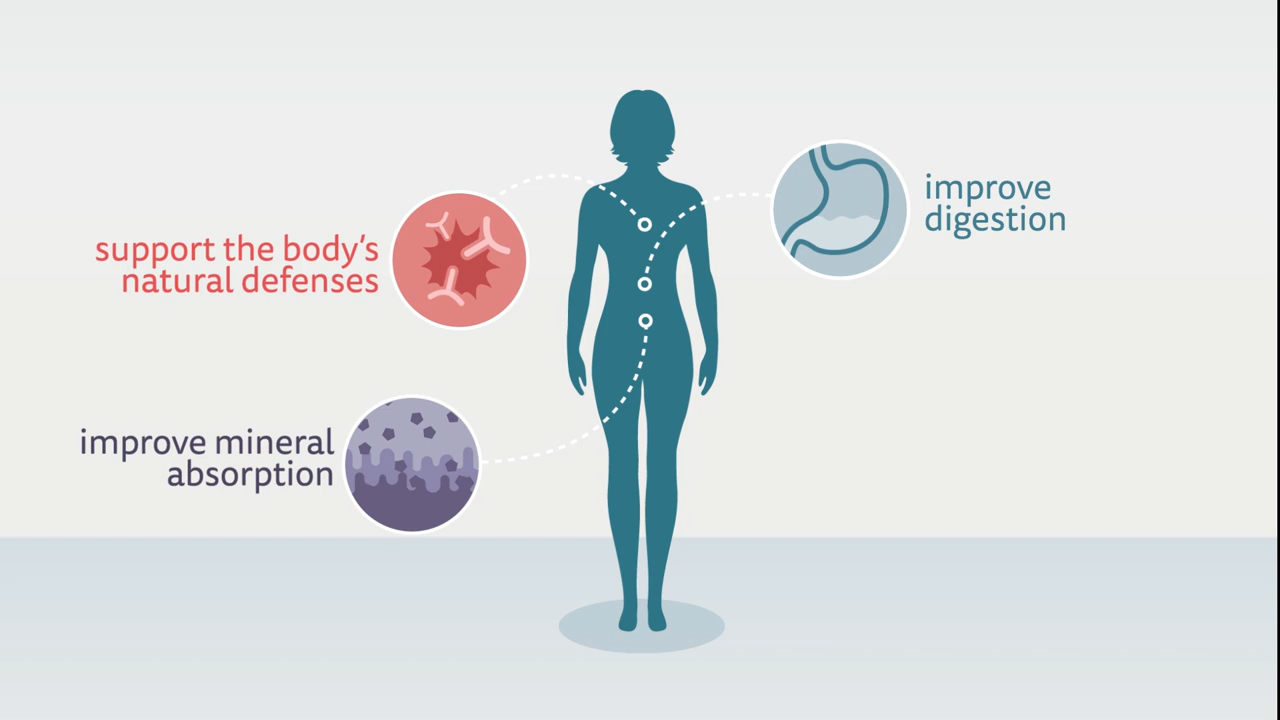 improve
digestion
support the body's
natural defenses
improve mineral
absorption